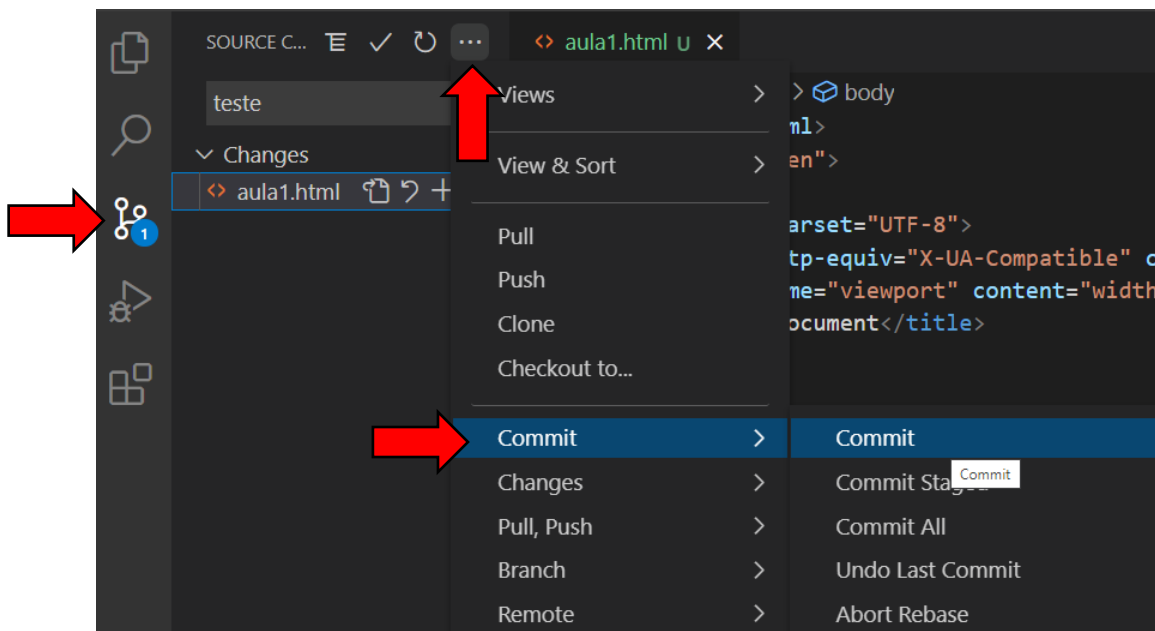 SOURCE C... aula1.html U
teste
Changes
aula1.html
1
Views
View & Sort
Pull
Push
Clone
Checkout to...
Commit
Changes
Pull, Push
Branch
Remote
Commit
Commit
Commit Staged
Commit All
Undo Last Commit
Abort Rebase
> body
ml>
en">
arset="UTF-8">
tp-equiv="X-UA-Compatible" c
me="viewport" content="width
ocument</title>